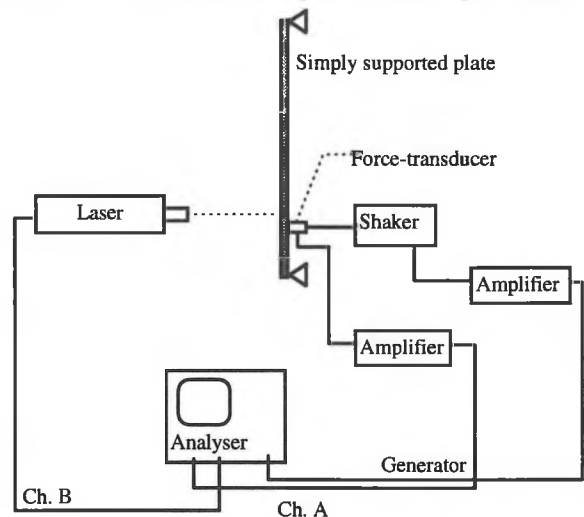 Simply supported plate
Force-transducer
Laser
Shaker
Amplifier
Amplifier
Analyser
Generator
Ch. B
Ch. A